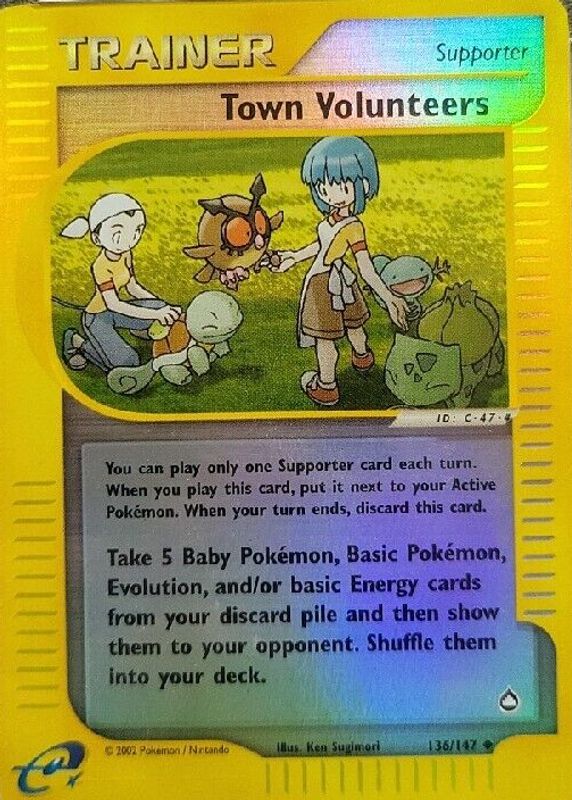 TRAINER
Supporter
Town Volunteers
ID: C-47-#
You can play only one Supporter card each turn.
When you play this card, put it next to your Active
Pokémon. When your turn ends, discard this card.
Take 5 Baby Pokémon, Basic Pokémon,
Evolution, and/or basic Energy cards
from your discard pile and then show
them to your opponent. Shuffle them
into your deck.
© 2002 Pokémon / Nintendo
Illus. Ken Sugimori
136/147
e